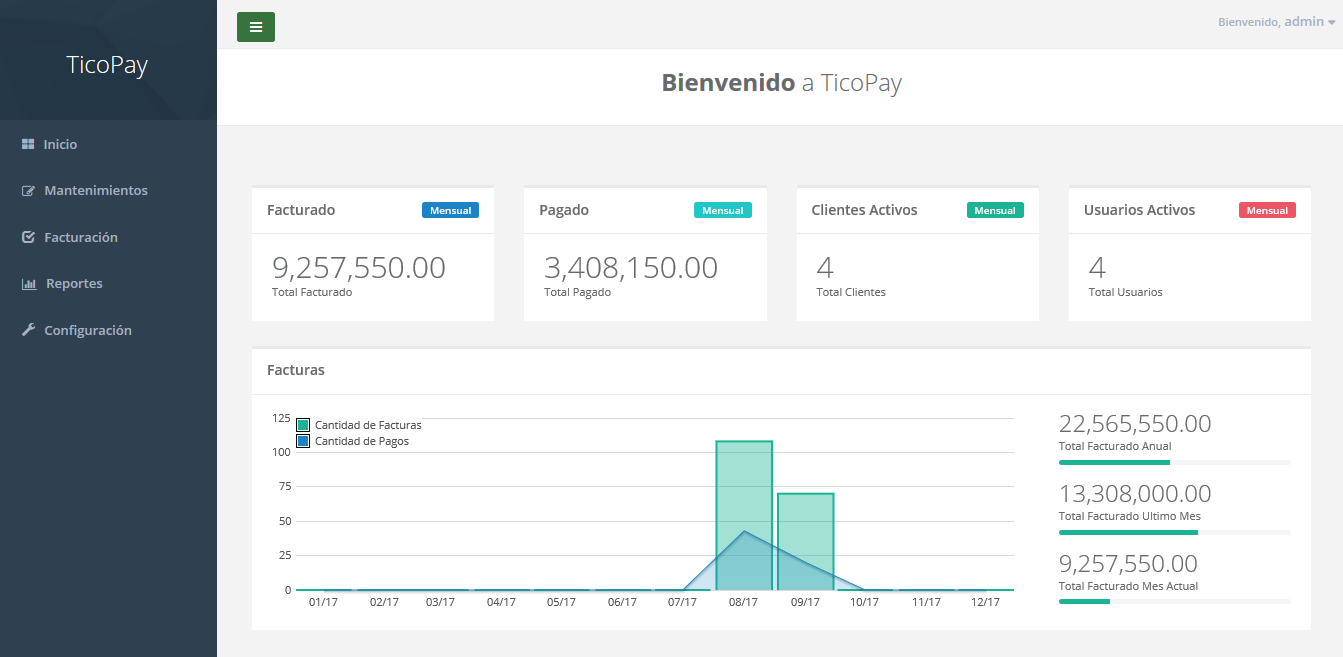 TicoPay
Bienvenido, admin
Bienvenido a TicoPay
Inicio
Mantenimientos
Facturación
Reportes
Configuración
Facturado Mensual
9,257,550.00
Total Facturado
Pagado Mensual
3,408,150.00
Total Pagado
Clientes Activos Mensual
4
Total Clientes
Usuarios Activos Mensual
4
Total Usuarios
Facturas
Cantidad de Facturas
Cantidad de Pagos
125
100
75
50
25
0
01/17 02/17 03/17 04/17 05/17 06/17 07/17 08/17 09/17 10/17 11/17 12/17
22,565,550.00
Total Facturado Anual
13,308,000.00
Total Facturado Ultimo Mes
9,257,550.00
Total Facturado Mes Actual